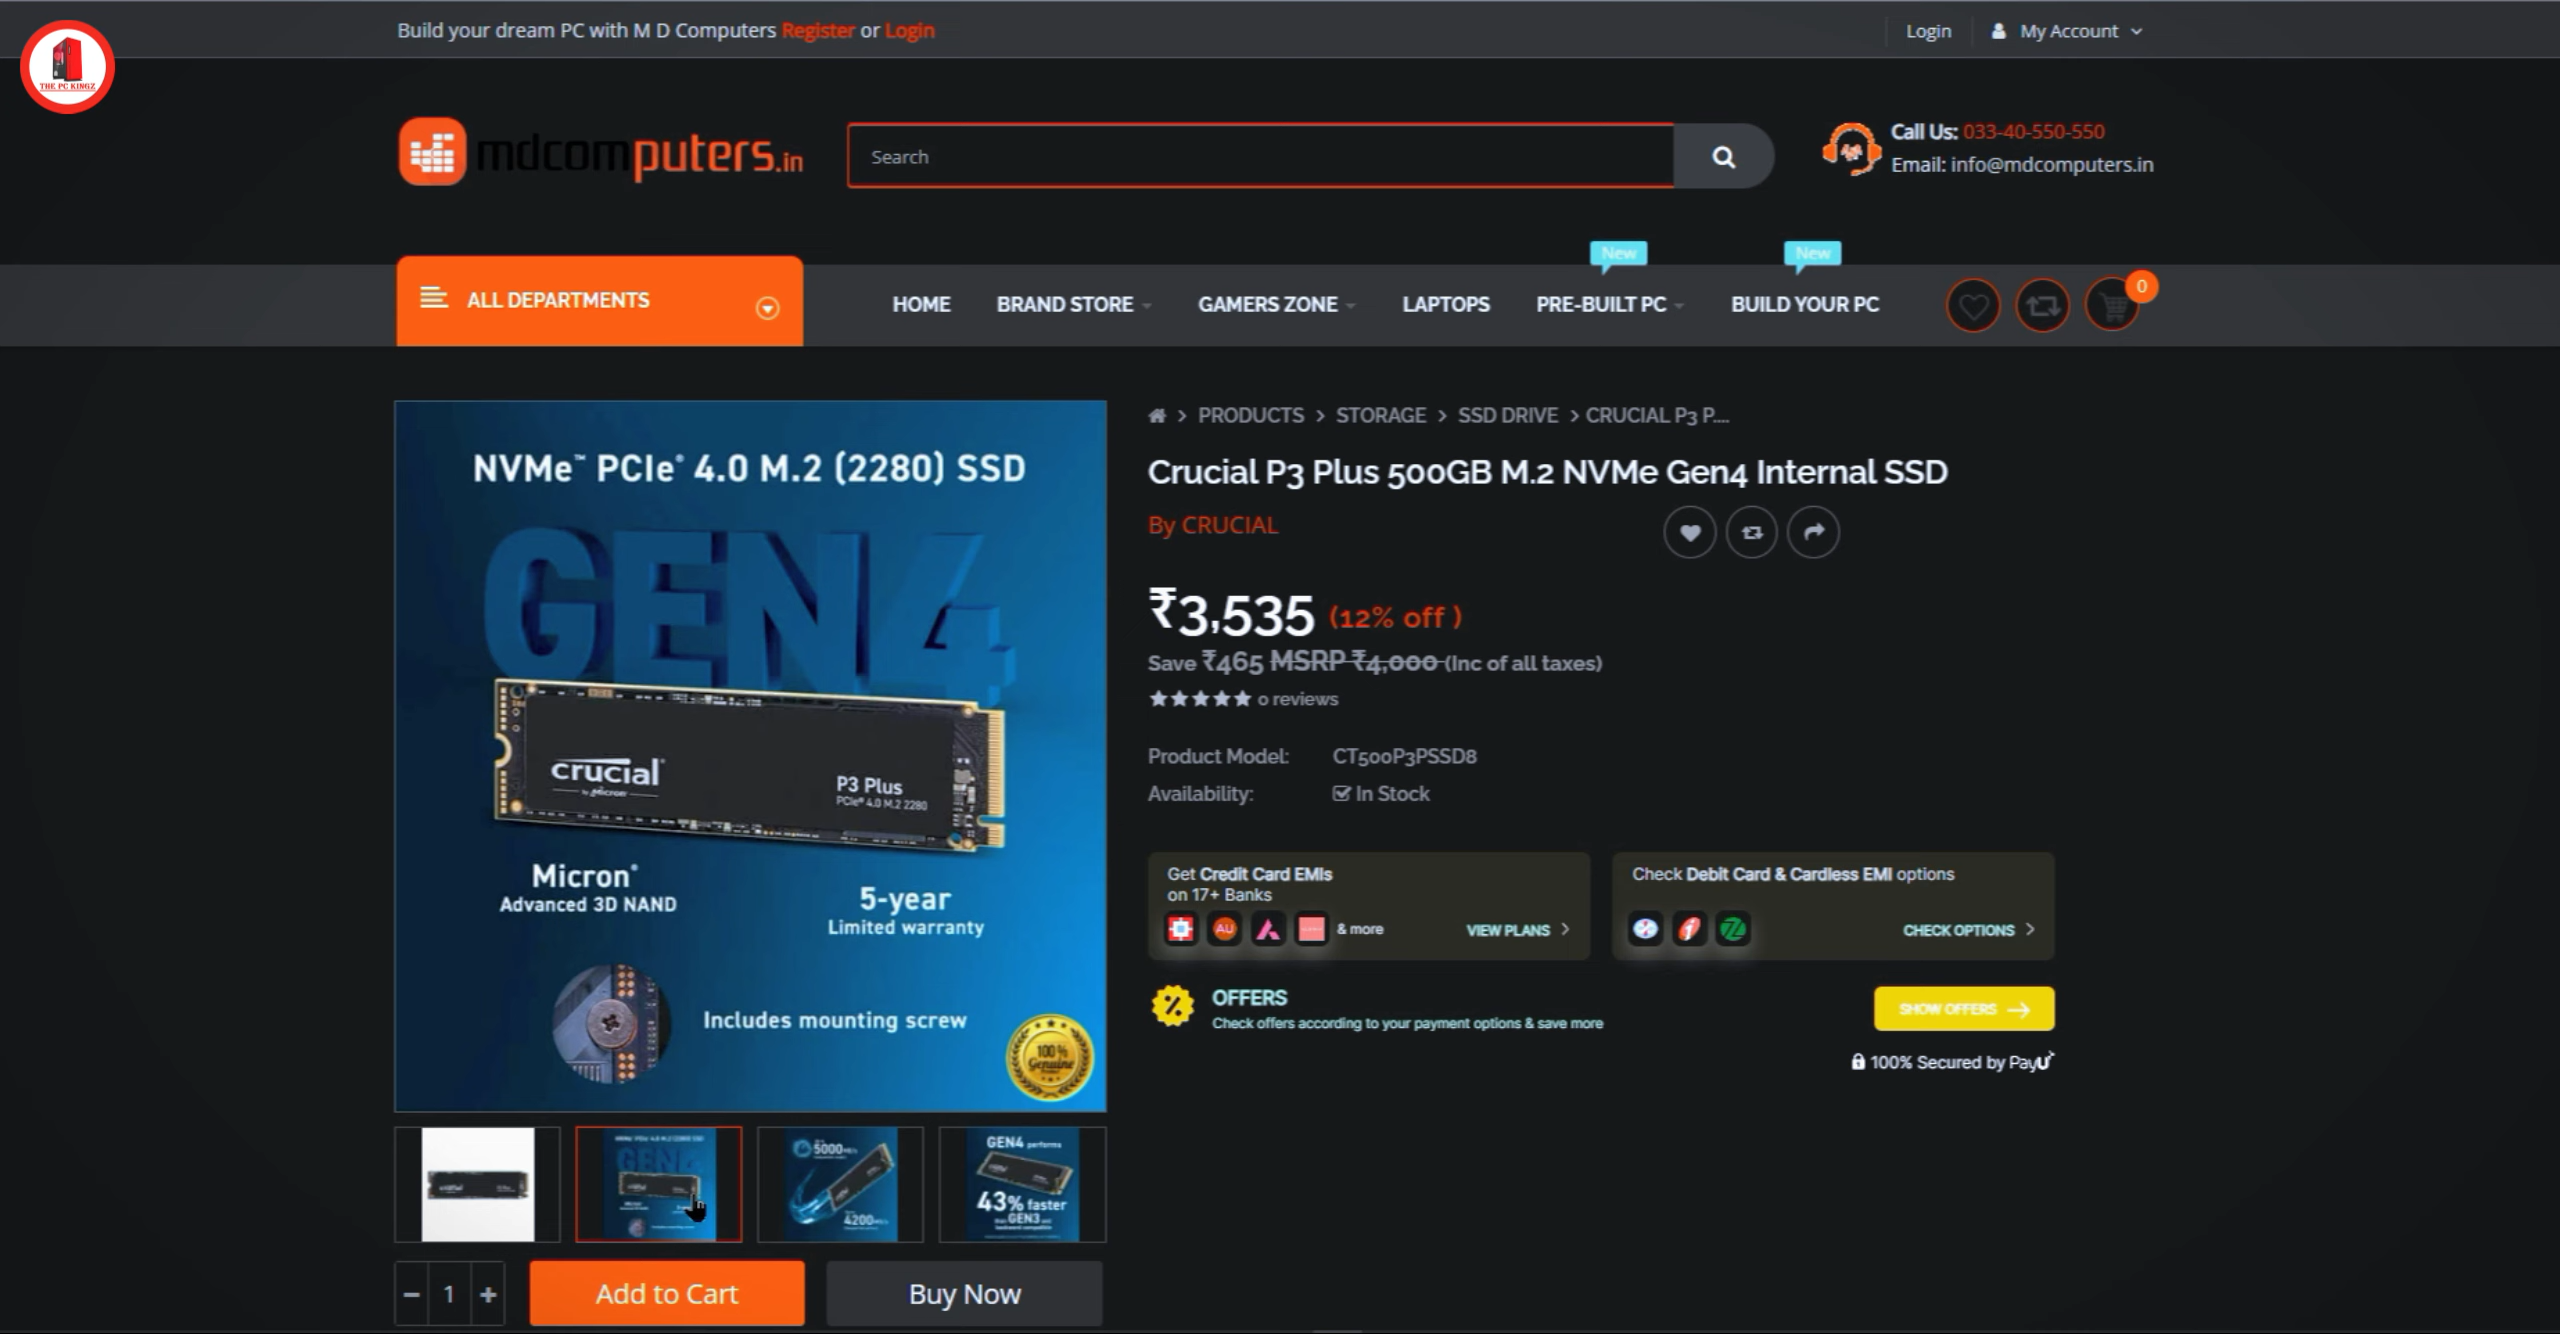 Build your dream PC with M D Computers Register or Login
Login
My Account
THE PC KINGZ
mdcomputers.in
Search
Call Us: 033-40-550-550
Email: info@mdcomputers.in
ALL DEPARTMENTS
HOME
BRAND STORE
GAMERS ZONE
LAPTOPS
New
PRE-BUILT PC
New
BUILD YOUR PC
0
NVMe™ PCIe® 4.0 M.2 (2280) SSD
GEN4
crucial®
by Micron
P3 Plus
PCIe® 4.0 M.2 2280
Micron®
Advanced 3D NAND
5-year
Limited warranty
Includes mounting screw
100%
Genuine
PRODUCTS > STORAGE > SSD DRIVE > CRUCIAL P3 P....
Crucial P3 Plus 500GB M.2 NVMe Gen4 Internal SSD
By CRUCIAL
₹3,535 (12% off )
Save ₹465 MSRP ₹4,000 (Inc of all taxes)
0 reviews
Product Model: CT500P3PSSD8
Availability: In Stock
Get Credit Card EMIs
on 17+ Banks
AU
& more
VIEW PLANS >
Check Debit Card & Cardless EMI options
CHECK OPTIONS >
OFFERS
Check offers according to your payment options & save more
SHOW OFFERS →
100% Secured by PayU
GEN4
5000
4200
GEN4 performs
43% faster
GEN3
− 1 +
Add to Cart
Buy Now